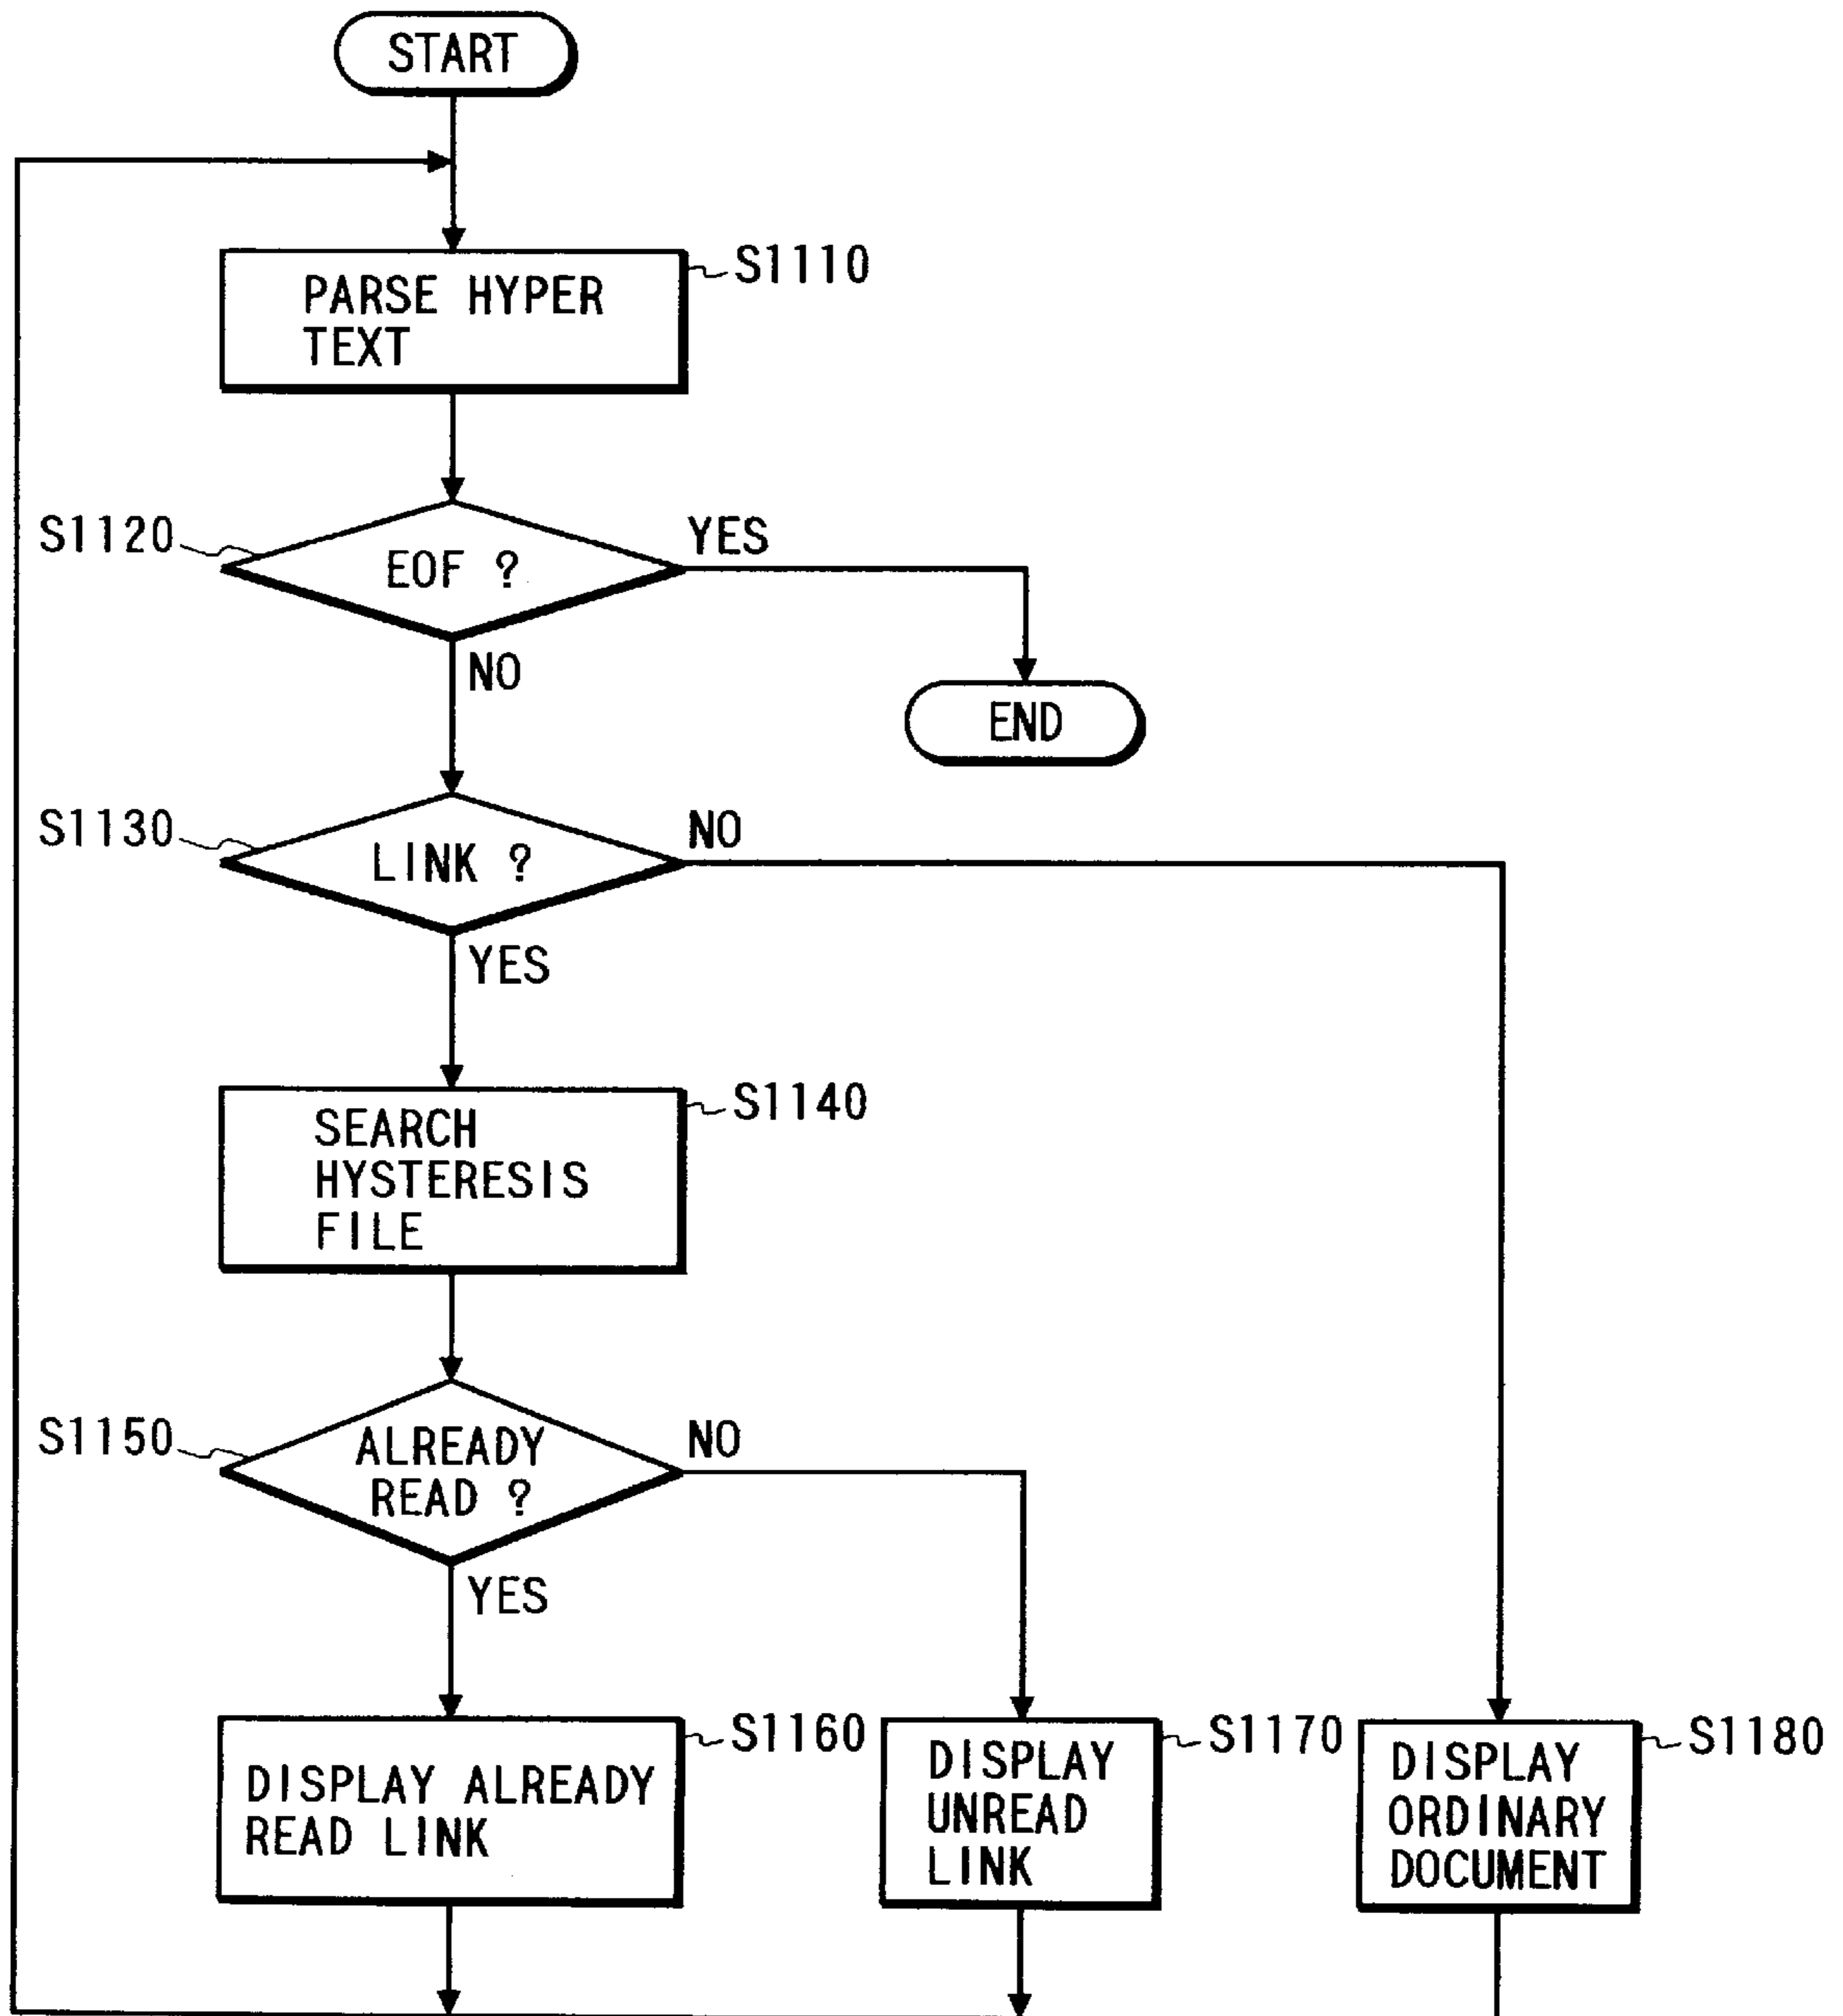 START
PARSE HYPER
TEXT
S1110
S1120
EOF ?
YES
NO
END
S1130
LINK ?
NO
YES
SEARCH
HYSTERESIS
FILE
S1140
S1150
ALREADY
READ ?
NO
YES
DISPLAY ALREADY
READ LINK
S1160
DISPLAY
UNREAD
LINK
S1170
DISPLAY
ORDINARY
DOCUMENT
S1180